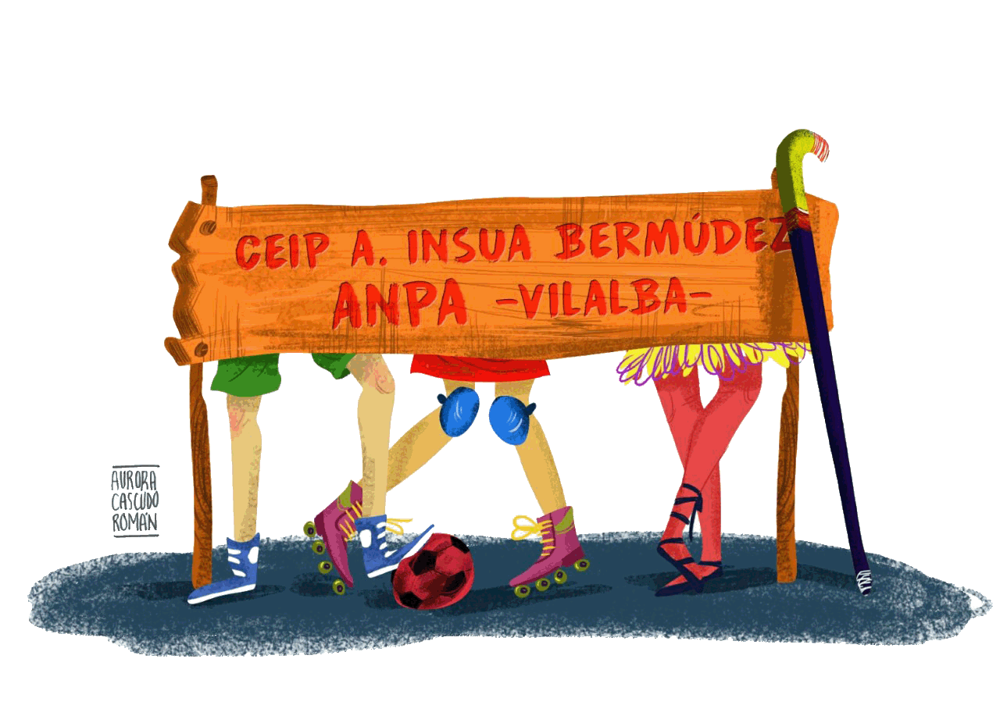 CEIP A. INSUA BERMÚDEZ
ANPA -VILALBA-
AURORA
CASCUDO
ROMÁN